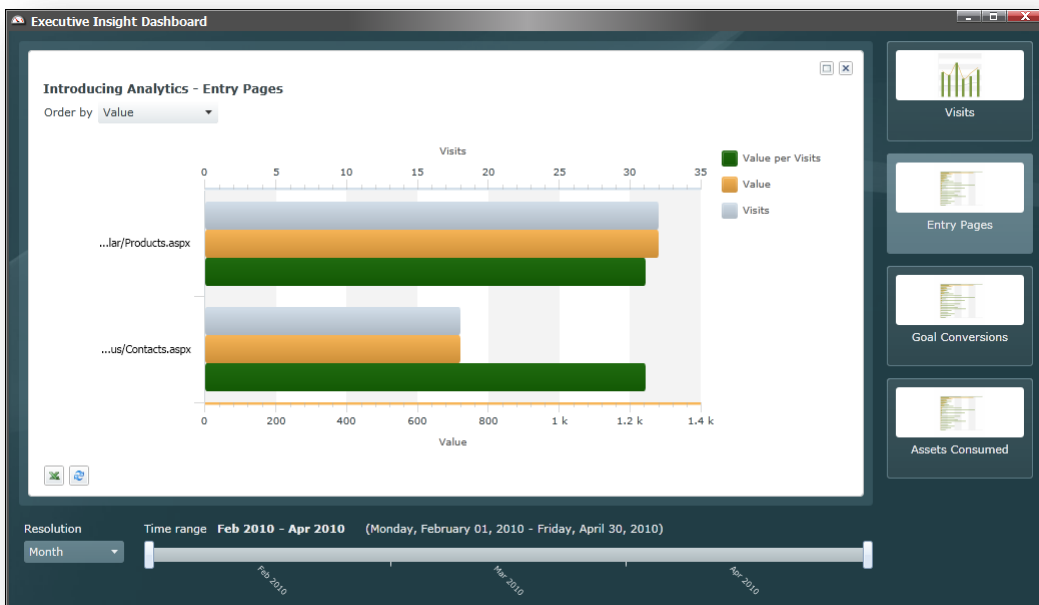 Executive Insight Dashboard
Introducing Analytics - Entry Pages
Order by Value
Visits
0 5 10 15 20 25 30 35
Value per Visits
Value
Visits
...lar/Products.aspx
...us/Contacts.aspx
0 200 400 600 800 1 k 1.2 k 1.4 k
Value
Visits
Entry Pages
Goal Conversions
Assets Consumed
Resolution
Month
Time range Feb 2010 - Apr 2010 (Monday, February 01, 2010 - Friday, April 30, 2010)
Feb 2010
Mar 2010
Apr 2010